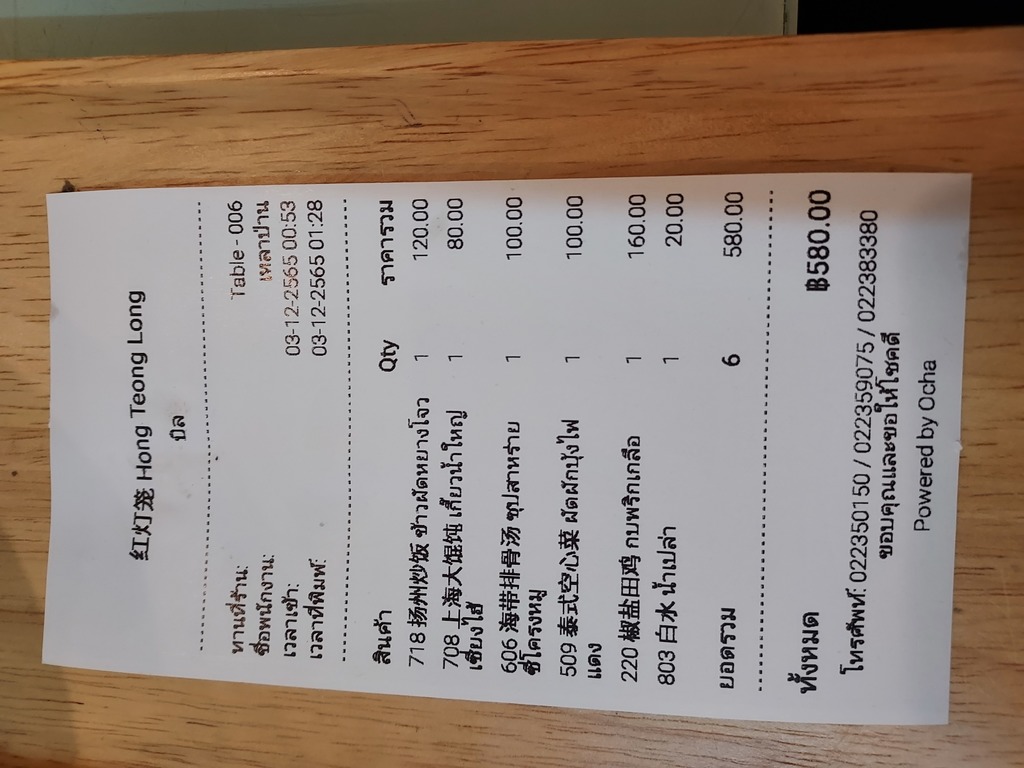 红灯笼 Hong Teong Long
บิล
ทานที่ร้าน: Table - 006
ชื่อพนักงาน: เหลาป่าน
เวลาเข้า: 03-12-2565 00:53
เวลาที่พิมพ์ 03-12-2565 01:28
สินค้า Qty ราคารวม
718 扬州炒饭 ข้าวผัดหยางโจว 1 120.00
708 上海大馄饨 เกี๊ยวน้ำใหญ่ 1 80.00
เซี่ยงไฮ้
606 海带排骨汤 ซุปสาหร่าย 1 100.00
ซี่โครงหมู
509 泰式空心菜 ผัดผักบุ้งไฟ 1 100.00
แดง
220 椒盐田鸡 กบพริกเกลือ 1 160.00
803 白水 น้ำเปล่า 1 20.00
ยอดรวม 6 580.00
ทั้งหมด ฿580.00
โทรศัพท์: 022350150 / 022359075 / 022383380
ขอบคุณและขอให้โชคดี
Powered by Ocha